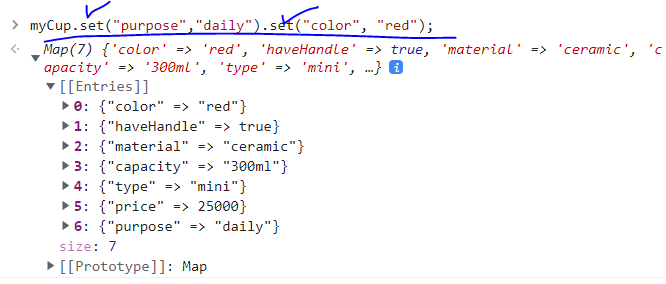 > myCup.set("purpose","daily").set("color", "red");
Map(7) {'color' => 'red', 'haveHandle' => true, 'material' => 'ceramic', 'c
apacity' => '300ml', 'type' => 'mini', …} i
[[Entries]]
0: {"color" => "red"}
1: {"haveHandle" => true}
2: {"material" => "ceramic"}
3: {"capacity" => "300ml"}
4: {"type" => "mini"}
5: {"price" => 25000}
6: {"purpose" => "daily"}
size: 7
[[Prototype]]: Map